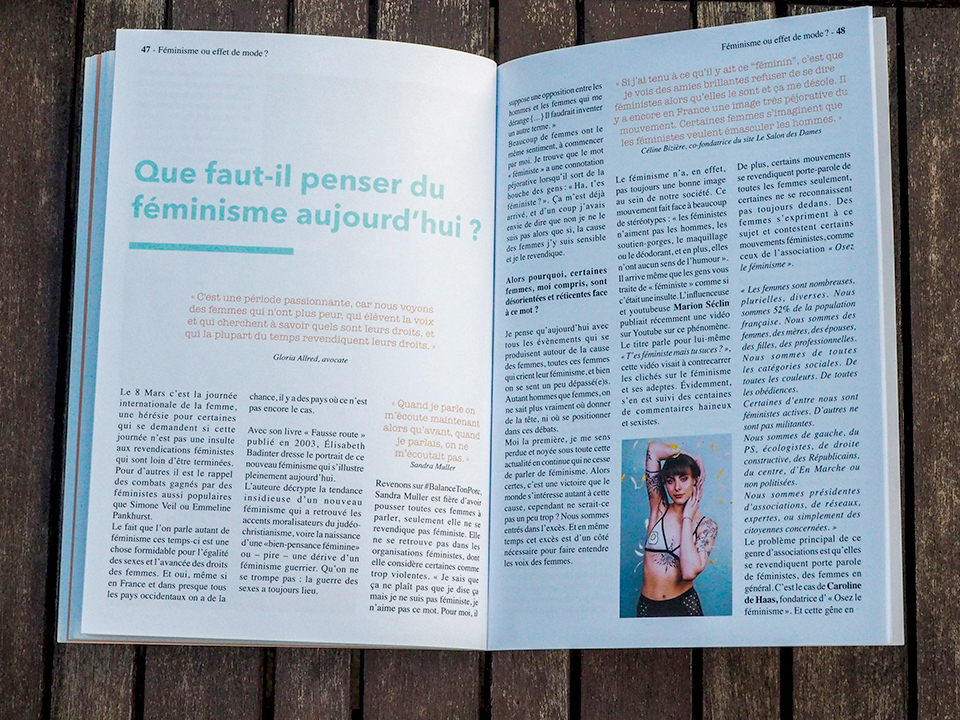 47 - Féminisme ou effet de mode ?
Que faut-il penser du
féminisme aujourd'hui ?
« C'est une période passionnante, car nous voyons
des femmes qui n'ont plus peur, qui élèvent la voix
et qui cherchent à savoir quels sont leurs droits, et
qui la plupart du temps revendiquent leurs droits. »
Gloria Allred, avocate
Le 8 Mars c'est la journée
internationale de la femme,
une hérésie pour certaines
qui se demandent si cette
journée n'est pas une insulte
aux revendications féministes
qui sont loin d'être terminées.
Pour d'autres il est le rappel
des combats gagnés par des
féministes aussi populaires
que Simone Veil ou Emmeline
Pankhurst.
Le fait que l'on parle autant de
féminisme ces temps-ci est une
chose formidable pour l'égalité
des sexes et l'avancée des droits
des femmes. Et oui, même si
en France et dans presque tous
les pays occidentaux on a de la
chance, il y a des pays où ce n'est
pas encore le cas.
Avec son livre « Fausse route »
publié en 2003, Élisabeth
Badinter dresse le portrait de ce
nouveau féminisme qui s'illustre
pleinement aujourd'hui.
L'auteure décrypte la tendance
insidieuse d'un nouveau
féminisme qui a retrouvé les
accents moralisateurs du judéo-
christianisme, voire la naissance
d'une «bien-pensance féminine»
ou – pire – une dérive d'un
féminisme guerrier. Qu'on ne
se trompe pas : la guerre des
sexes a toujours lieu.
« Quand je parle on
m'écoute maintenant
alors qu'avant, quand
je parlais, on ne
m'écoutait pas. »
Sandra Muller
Revenons sur #BalanceTonPorc,
Sandra Muller est fière d'avoir
pousser toutes ces femmes à
parler, seulement elle ne se
revendique pas féministe. Elle
ne se retrouve pas dans les
organisations féministes, dont
elle considère certaines comme
trop violentes. « Je sais que
ça ne plaît pas que je dise ça
mais je ne suis pas féministe, je
n'aime pas ce mot. Pour moi, il
Féminisme ou effet de mode ? - 48
suppose une opposition entre les
hommes et les femmes qui me
dérange (...) Il faudrait inventer
un autre terme. »
Beaucoup de femmes ont le
même sentiment, à commencer
par moi. Je trouve que le mot
« féministe » a une connotation
péjorative lorsqu'il sort de la
bouche des gens : « Ha, t'es
féministe ? ». Ça m'est déjà
arrivé, et d'un coup j'avais
envie de dire que non je ne le
suis pas alors que si, la cause
des femmes j'y suis sensible
et je le revendique.
Alors pourquoi, certaines
femmes, moi compris, sont
désorientées et réticentes face
à ce mot ?
Je pense qu'aujourd'hui avec
tous les évènements qui se
produisent autour de la cause
des femmes, toutes ces femmes
qui crient leur féminisme, et bien
on se sent un peu dépassé(e)s.
Autant hommes que femmes, on
ne sait plus vraiment où donner
de la tête, ni où se positionner
dans ces débats.
Moi la première, je me sens
perdue et noyée sous toute cette
actualité en continue qui ne cesse
de parler de féminisme. Alors
certes, c'est une victoire que le
monde s'intéresse autant à cette
cause, cependant ne serait-ce
pas un peu trop ? Nous sommes
entrés dans l'excès. Et en même
temps cet excès est d'un côté
nécessaire pour faire entendre
les voix des femmes.
« Si j'ai tenu à ce qu'il y ait ce "féminin", c'est que
je vois des amies brillantes refuser de se dire
féministes alors qu'elles le sont et ça me désole. Il
y a encore en France une image très péjorative du
mouvement. Certaines femmes s'imaginent que
les féministes veulent émasculer les hommes. »
Céline Bizière, co-fondatrice du site Le Salon des Dames
Le féminisme n'a, en effet,
pas toujours une bonne image
au sein de notre société. Ce
mouvement fait face à beaucoup
de stéréotypes : « les féministes
n'aiment pas les hommes, les
soutien-gorges, le maquillage
ou le déodorant, et en plus, elles
n'ont aucun sens de l'humour ».
Il arrive même que les gens vous
traite de « féministe » comme si
c'était une insulte. L'influenceuse
et youtubeuse Marion Séclin
publiait récemment une vidéo
sur Youtube sur ce phénomène.
Le titre parle pour lui-même
« T'es féministe mais tu suces ? »,
cette vidéo visait à contrecarrer
les clichés sur le féminisme
et ses adeptes. Évidemment,
s'en est suivi des centaines
de commentaires haineux
et sexistes.
De plus, certains mouvements
se revendiquent porte-parole de
toutes les femmes seulement,
certaines ne se reconnaissent
pas toujours dedans. Des
femmes s'expriment à ce
sujet et contestent certains
mouvements féministes, comme
ceux de l'association « Osez
le féminisme ».
« Les femmes sont nombreuses,
plurielles, diverses. Nous
sommes 52% de la population
française. Nous sommes des
femmes, des mères, des épouses,
des filles, des professionnelles.
Nous sommes de toutes
les catégories sociales. De
toutes les couleurs. De toutes
les obédiences.
Certaines d'entre nous sont
féministes actives. D'autres ne
sont pas militantes.
Nous sommes de gauche, du
PS, écologistes, de droite
constructive, des Républicains,
du centre, d'En Marche ou
non politisées.
Nous sommes présidentes
d'associations, de réseaux,
expertes, ou simplement des
citoyennes concernées. »
Le problème principal de ce
genre d'associations est qu'elles
se revendiquent porte parole
de féministes, des femmes en
général. C'est le cas de Caroline
de Haas, fondatrice d' « Osez le
féminisme ». Et cette gêne en